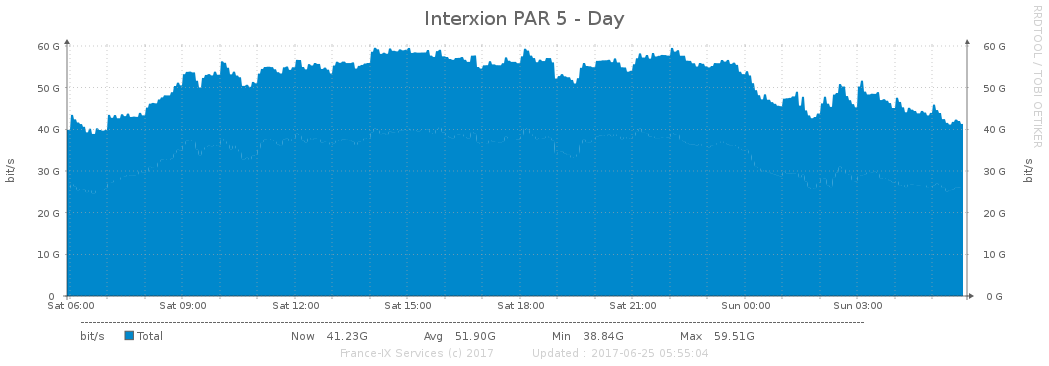 Interxion PAR 5 - Day
RRDTOOL / TOBI OETIKER
60 G 60 G
50 G 50 G
40 G 40 G
30 G 30 G
20 G 20 G
10 G 10 G
0 0 G
bit/s bit/s
Sat 06:00 Sat 09:00 Sat 12:00 Sat 15:00 Sat 18:00 Sat 21:00 Sun 00:00 Sun 03:00
bit/s Total Now 41.23G Avg 51.90G Min 38.84G Max 59.51G
France-IX Services (c) 2017 Updated : 2017-06-25 05:55:04